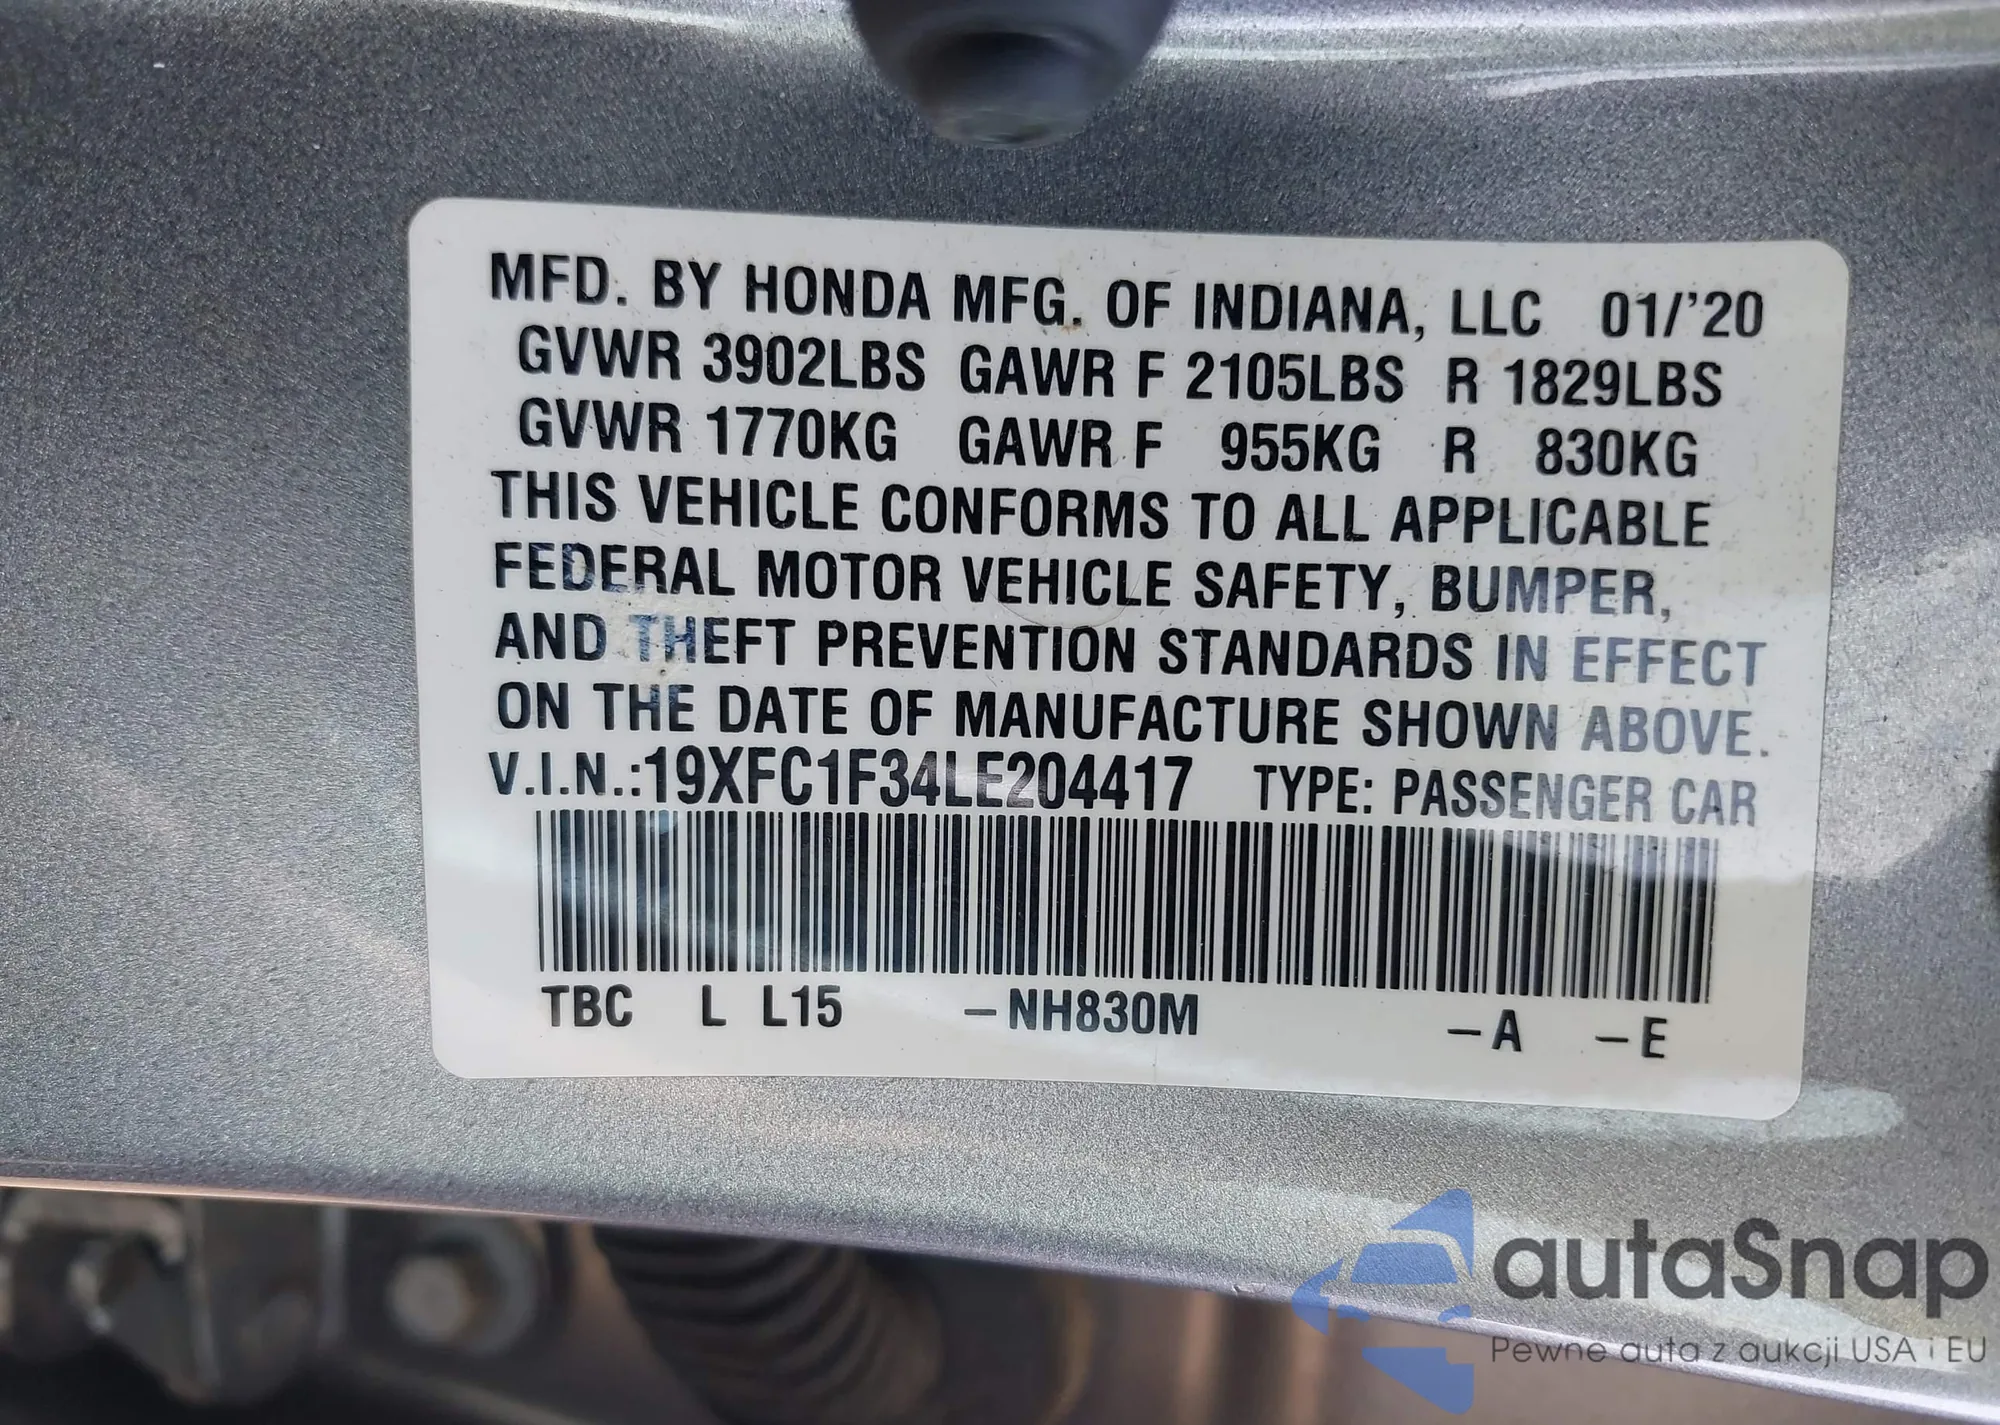 MFD. BY HONDA MFG. OF INDIANA, LLC 01/'20
GVWR 3902LBS GAWR F 2105LBS R 1829LBS
GVWR 1770KG GAWR F 955KG R 830KG
THIS VEHICLE CONFORMS TO ALL APPLICABLE
FEDERAL MOTOR VEHICLE SAFETY, BUMPER,
AND THEFT PREVENTION STANDARDS IN EFFECT
ON THE DATE OF MANUFACTURE SHOWN ABOVE.
V.I.N.:19XFC1F34LE204417 TYPE: PASSENGER CAR
TBC L L15 –NH830M –A –E
autaSnap
Pewne auta z aukcji USA i EU